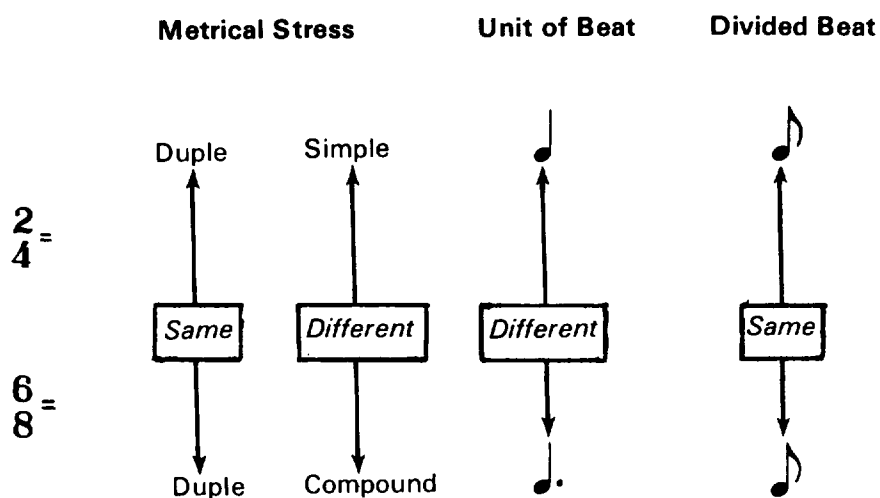 Metrical Stress Unit of Beat Divided Beat
Duple Simple
2
4 =
Same Different Different Same
6
8 =
Duple Compound